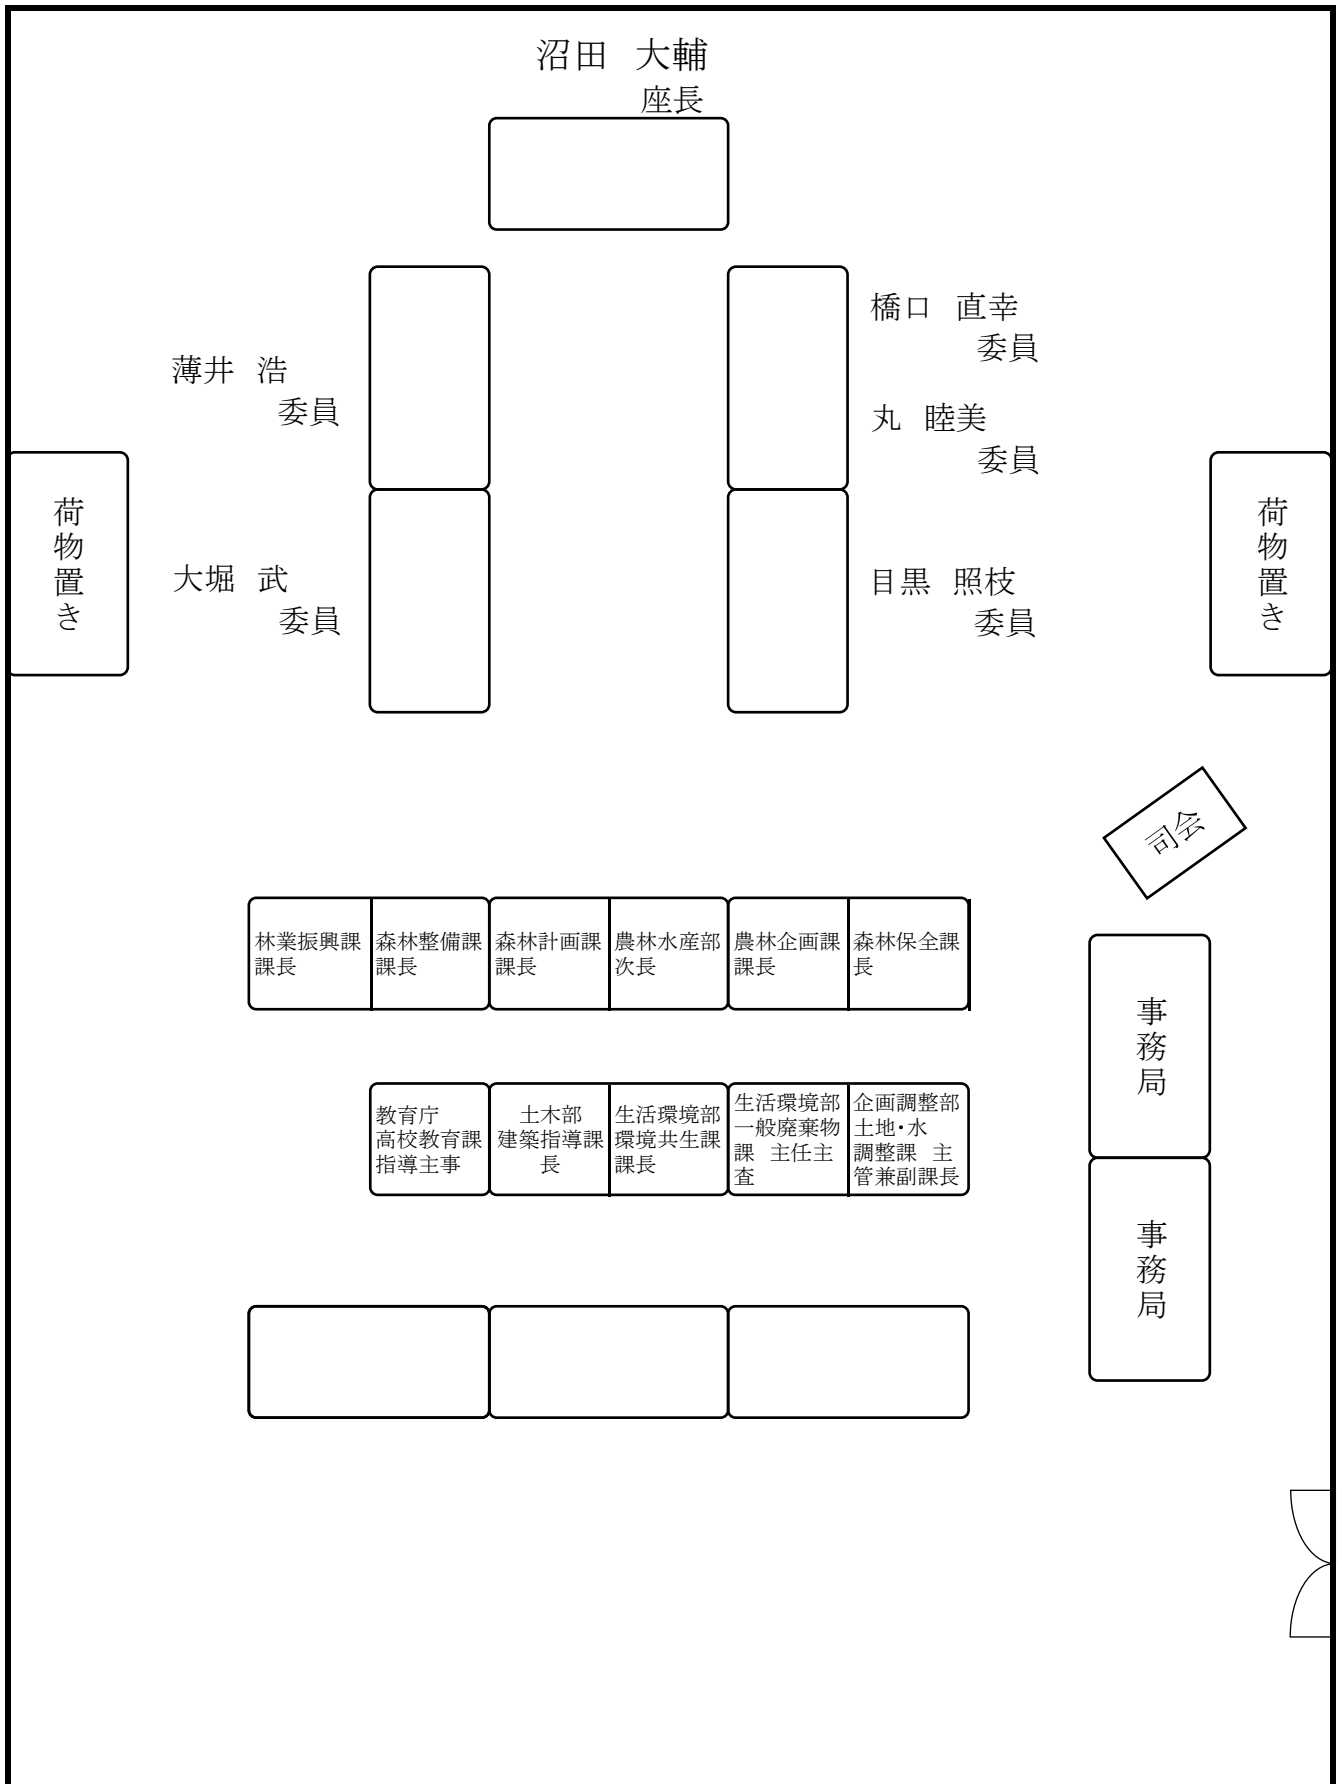 沼田 大輔
座長
橋口 直幸
委員
薄井 浩
委員
丸 睦美
委員
荷物置き
荷物置き
大堀 武
委員
目黒 照枝
委員
司会
林業振興課
課長
森林整備課
課長
森林計画課
課長
農林水産部
次長
農林企画課
課長
森林保全課
長
事務局
教育庁
高校教育課
指導主事
土木部
建築指導課
長
生活環境部
環境共生課
課長
生活環境部
一般廃棄物
課 主任主
査
企画調整部
土地・水
調整課 主
管兼副課長
事務局